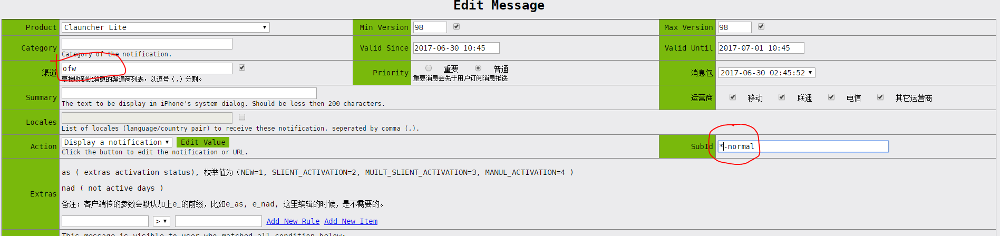 Edit Message
Product Clauncher Lite Min Version 98 Max Version 98
Category Valid Since 2017-06-30 10:45 Valid Until 2017-07-01 10:45
Category of the notification.
渠道 ofw Priority 重要 普通 消息包 2017-06-30 02:45:52
要接收到此消息的渠道商列表，以逗号（,）分割。 重要消息会先于用户订阅消息推送
Summary 运营商 移动 联通 电信 其它运营商
The text to be display in iPhone's system dialog. Should be less then 200 characters.
Locales
List of locales (language/country pair) to receive these notification, seperated by comma (,).
Action Display a notification Edit Value SubId *-normal
Click the button to edit the notification or URL.
as ( extras activation status), 枚举值为（NEW=1, SLIENT_ACTIVATION=2, MUILT_SLIENT_ACTIVATION=3, MANUL_ACTIVATION=4 )
nad ( not active days )
Extras
备注：客户端传的参数会默认加上e_的前缀，比如e_as, e_nad, 这里编辑的时候，是不需要的。
> Add New Rule Add New Item
This message is visible to user who matched all condition below: